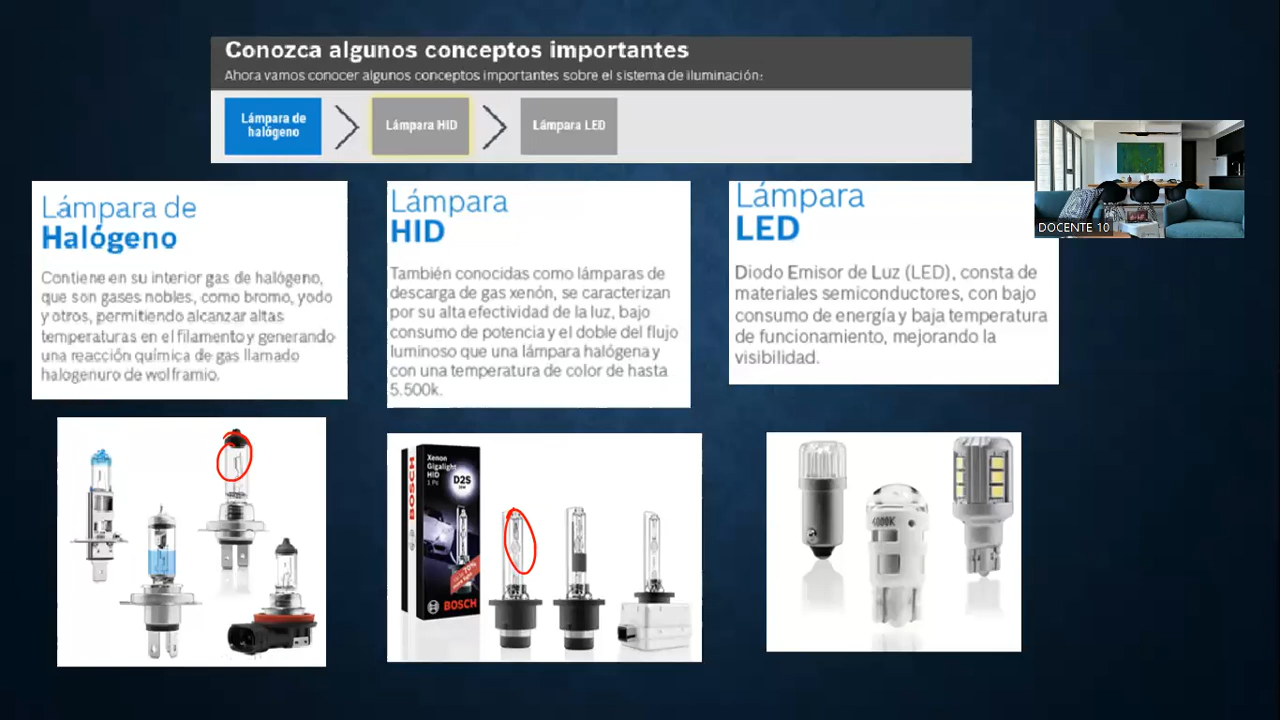 Conozca algunos conceptos importantes
Ahora vamos conocer algunos conceptos importantes sobre el sistema de iluminación:
Lámpara de
halógeno
Lámpara HID
Lámpara LED
Lámpara de
Halógeno
Contiene en su interior gas de halógeno,
que son gases nobles, como bromo, yodo
y otros, permitiendo alcanzar altas
temperaturas en el filamento y generando
una reacción química de gas llamado
halogenuro de wolframio.
Lámpara
HID
También conocidas como lámparas de
descarga de gas xenón, se caracterizan
por su alta efectividad de la luz, bajo
consumo de potencia y el doble del flujo
luminoso que una lámpara halógena y
con una temperatura de color de hasta
5.500k.
Lámpara
LED
Diodo Emisor de Luz (LED), consta de
materiales semiconductores, con bajo
consumo de energía y baja temperatura
de funcionamiento, mejorando la
visibilidad.
DOCENTE 10
BOSCH
Xenon
Gigalight
HID
1 Pc
D2S
BOSCH
6000K